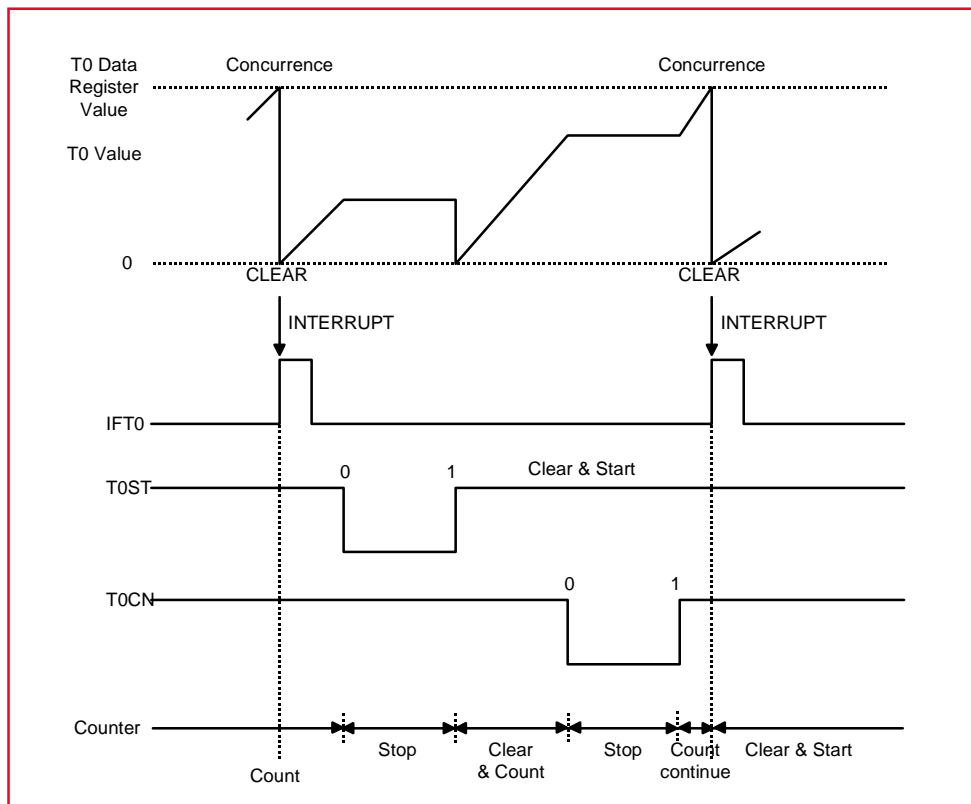 T0 Data
Register
Value
Concurrence
Concurrence
T0 Value
0
CLEAR
CLEAR
INTERRUPT
INTERRUPT
IFT0
0
1
Clear & Start
T0ST
0
1
T0CN
Counter
Stop
Clear
& Count
Stop
Count
continue
Clear & Start
Count